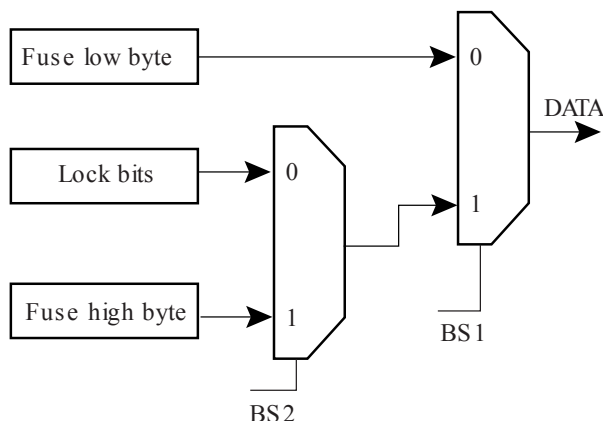 Fuse low byte
0
DATA
Lock bits
0
1
Fuse high byte
1
BS1
BS2